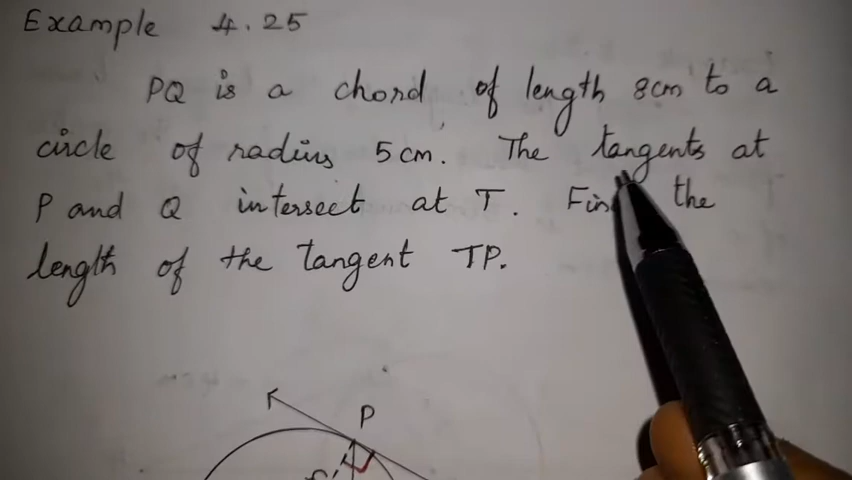 Example 4.25
PQ is a chord of length 8cm to a
circle of radius 5cm. The tangents at
P and Q intersect at T. the
length of the tangent TP.
P